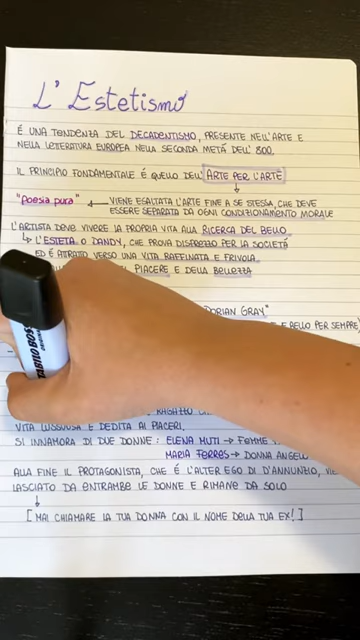 L'Estetismo
É UNA TENDENZA DEL DECADENTISMO, PRESENTE NELL'ARTE E
NELLA LETTERATURA EUROPEA NELLA SECONDA METÁ DELL' 800.
IL PRINCIPIO FONDAMENTALE É QUELLO DELL' ARTE PER L'ARTE
"Poesia pura" ← VIENE ESALTATA L'ARTE FINE A SE STESSA, CHE DEVE
ESSERE SEPARATA DA OGNI CONDIZIONAMENTO MORALE
L'ARTISTA DEVE VIVERE LA PROPRIA VITA ALLA RICERCA DEL BELLO
↳ L'ESTETA O DANDY, CHE PROVA DISPREZZO PER LA SOCIETÁ
ED É ATTRATO VERSO UNA VITA RAFFINATA E FRIVOLA
PIACERE E DELLA BELLEZZA
DORIAN GRAY"
E BELLO PER SEMPRE)
STABILO BOSS
RAGAZZO
VITA LUSSUOSA E DEDITA AI PIACERI.
SI INNAMORA DI DUE DONNE: ELENA MUTI → FEMME
MARIA FERRES → DONNA ANGELO
ALLA FINE IL PROTAGONISTA, CHE É L'ALTER EGO DI D'ANNUNZIO,
LASCIATO DA ENTRAMBE LE DONNE E RIMANE DA SOLO
[MAI CHIAMARE LA TUA DONNA CON IL NOME DELLA TUA EX!]